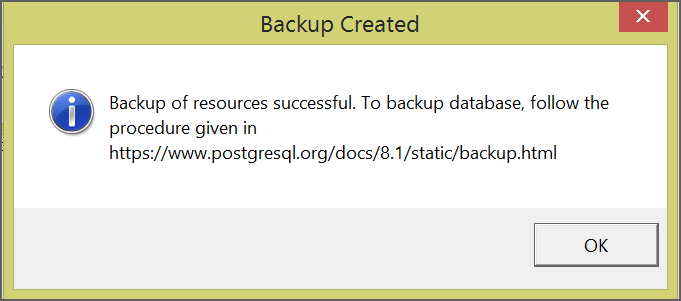 Backup Created
Backup of resources successful. To backup database, follow the
procedure given in
https://www.postgresql.org/docs/8.1/static/backup.html
OK